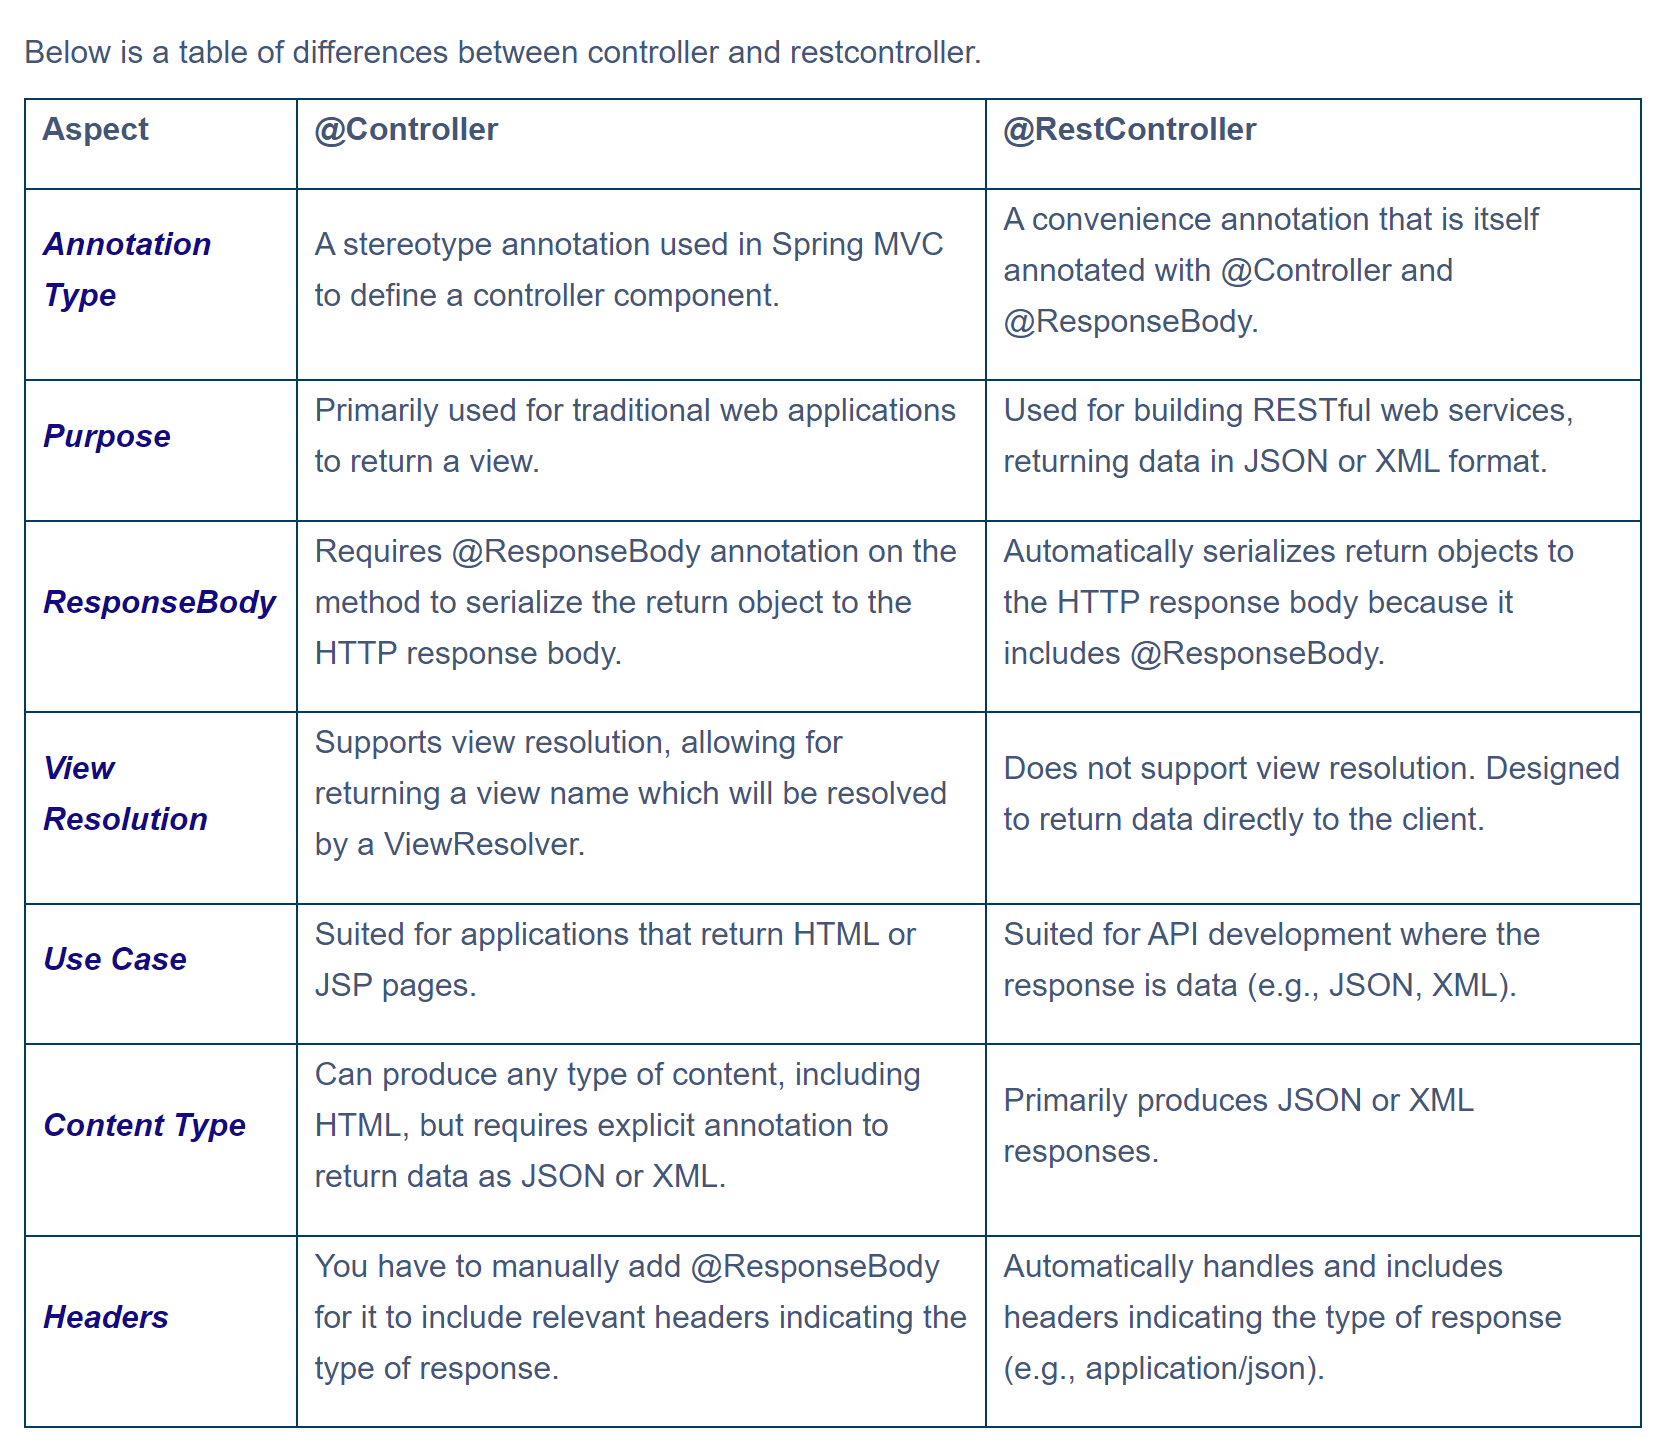 Below is a table of differences between controller and restcontroller.
Aspect
@Controller
@RestController
Annotation
Type
A stereotype annotation used in Spring MVC
to define a controller component.
A convenience annotation that is itself
annotated with @Controller and
@ResponseBody.
Purpose
Primarily used for traditional web applications
to return a view.
Used for building RESTful web services,
returning data in JSON or XML format.
ResponseBody
Requires @ResponseBody annotation on the
method to serialize the return object to the
HTTP response body.
Automatically serializes return objects to
the HTTP response body because it
includes @ResponseBody.
View
Resolution
Supports view resolution, allowing for
returning a view name which will be resolved
by a ViewResolver.
Does not support view resolution. Designed
to return data directly to the client.
Use Case
Suited for applications that return HTML or
JSP pages.
Suited for API development where the
response is data (e.g., JSON, XML).
Content Type
Can produce any type of content, including
HTML, but requires explicit annotation to
return data as JSON or XML.
Primarily produces JSON or XML
responses.
Headers
You have to manually add @ResponseBody
for it to include relevant headers indicating the
type of response.
Automatically handles and includes
headers indicating the type of response
(e.g., application/json).